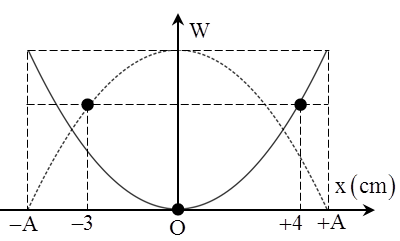 W
x (cm)
−A −3 O +4 +A